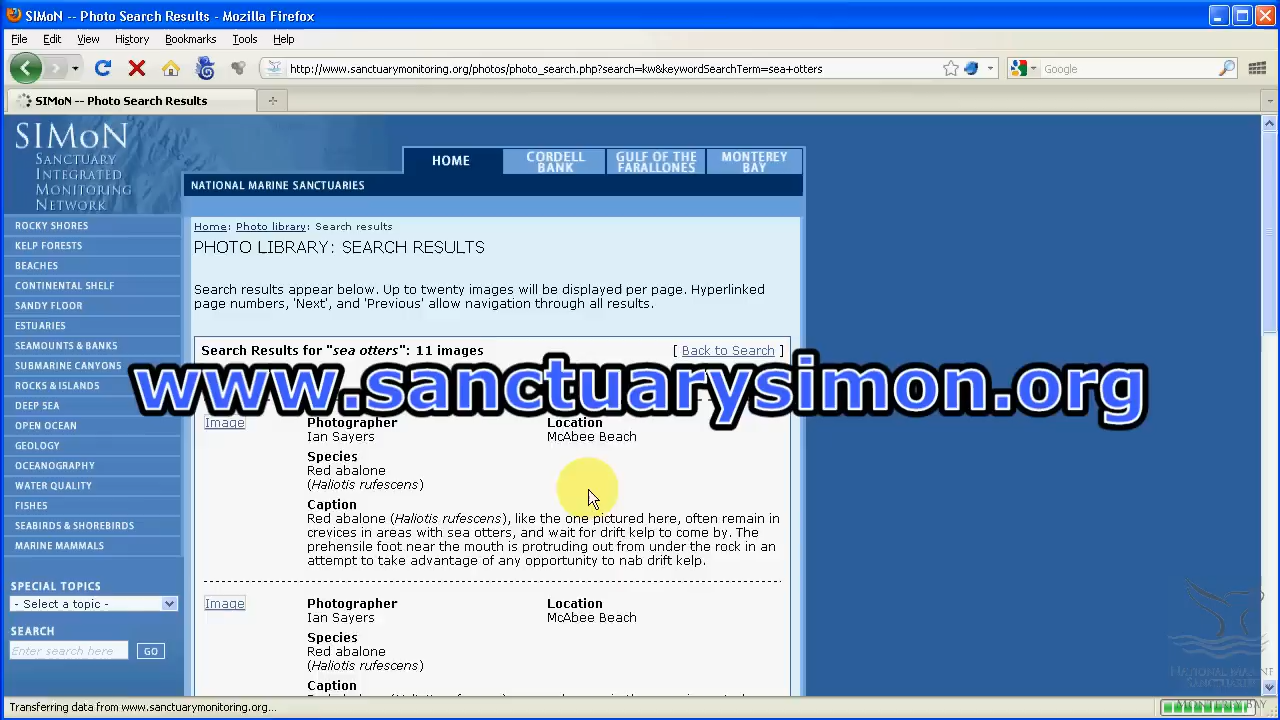 SIMoN -- Photo Search Results - Mozilla Firefox
File Edit View History Bookmarks Tools Help
http://www.sanctuarymonitoring.org/photos/photo_search.php?search=kw&keywordSearchTerm=sea+otters
Google
SIMoN -- Photo Search Results
SIMoN
SANCTUARY
INTEGRATED
MONITORING
NETWORK
HOME
CORDELL
BANK
GULF OF THE
FARALLONES
MONTEREY
BAY
NATIONAL MARINE SANCTUARIES
ROCKY SHORES
KELP FORESTS
BEACHES
CONTINENTAL SHELF
SANDY FLOOR
ESTUARIES
SEAMOUNTS & BANKS
SUBMARINE CANYONS
ROCKS & ISLANDS
DEEP SEA
OPEN OCEAN
GEOLOGY
OCEANOGRAPHY
WATER QUALITY
FISHES
SEABIRDS & SHOREBIRDS
MARINE MAMMALS
SPECIAL TOPICS
- Select a topic -
SEARCH
Enter search here GO
Home: Photo library: Search results
PHOTO LIBRARY: SEARCH RESULTS
Search results appear below. Up to twenty images will be displayed per page. Hyperlinked
page numbers, 'Next', and 'Previous' allow navigation through all results.
Search Results for "sea otters": 11 images [ Back to Search ]
www.sanctuarysimon.org
Image
Photographer
Ian Sayers
Location
McAbee Beach
Species
Red abalone
(Haliotis rufescens)
Caption
Red abalone (Haliotis rufescens), like the one pictured here, often remain in
crevices in areas with sea otters, and wait for drift kelp to come by. The
prehensile foot near the mouth is protruding out from under the rock in an
attempt to take advantage of any opportunity to nab drift kelp.
Image
Photographer
Ian Sayers
Location
McAbee Beach
Species
Red abalone
(Haliotis rufescens)
Caption
NATIONAL MARINE
SANCTUARIES
MONTEREY BAY
Transferring data from www.sanctuarymonitoring.org...